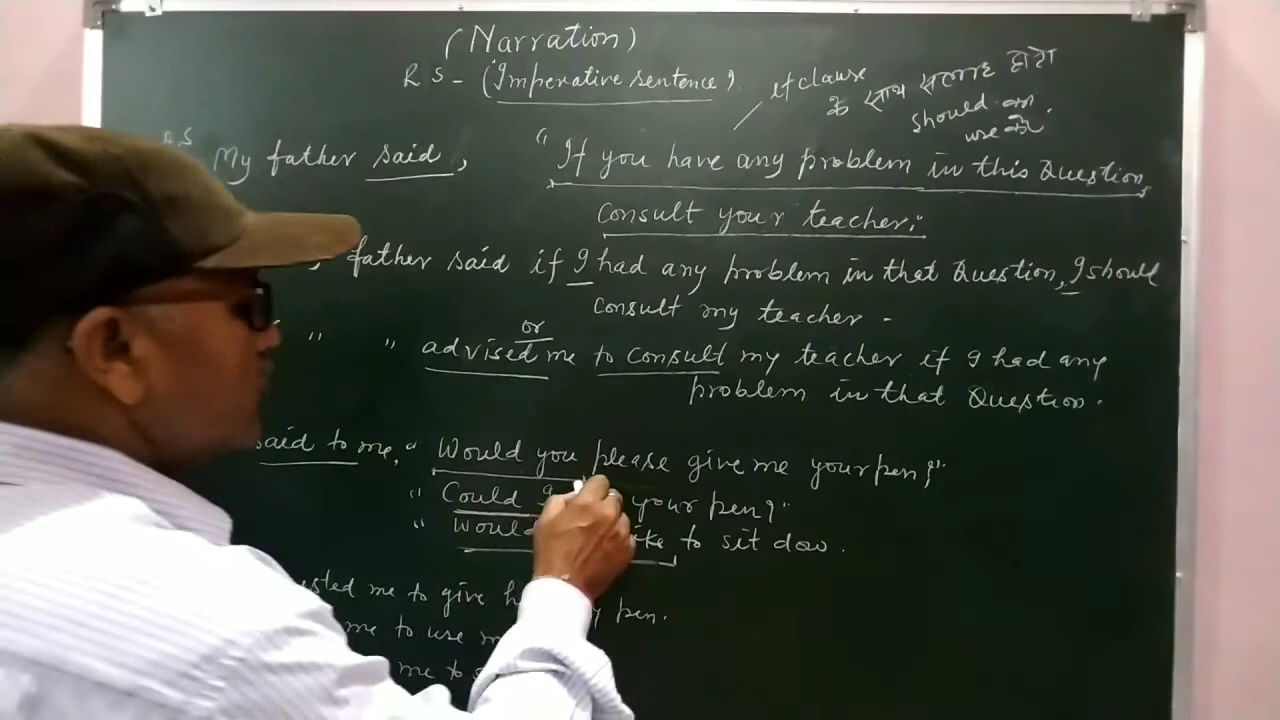 (Narration)
R S - (Imperative sentence)
if clause
के साथ सलाह होतो
should का
use करें.
R S
My father said, "If you have any problem in this Question,
Consult your teacher."
father said if I had any problem in that Question, I should
consult my teacher -
or
" " advised me to consult my teacher if I had any
problem in that Question.
said to me, "Would you please give me your pen?"
"Could I your pen?"
"Would like to sit dow.
me to give pen.
me to use
me to